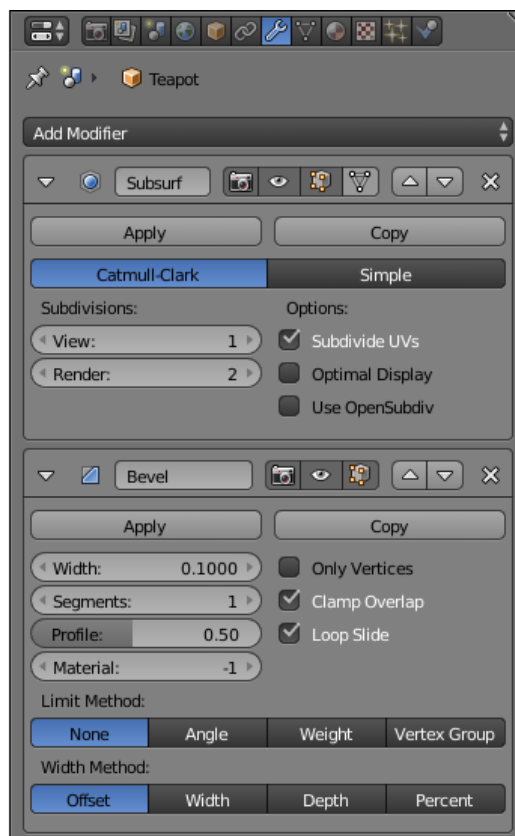 Teapot
Add Modifier
Subsurf
Apply Copy
Catmull-Clark Simple
Subdivisions: Options:
View: 1 Subdivide UVs
Render: 2 Optimal Display
Use OpenSubdiv
Bevel
Apply Copy
Width: 0.1000 Only Vertices
Segments: 1 Clamp Overlap
Profile: 0.50 Loop Slide
Material: -1
Limit Method:
None Angle Weight Vertex Group
Width Method:
Offset Width Depth Percent